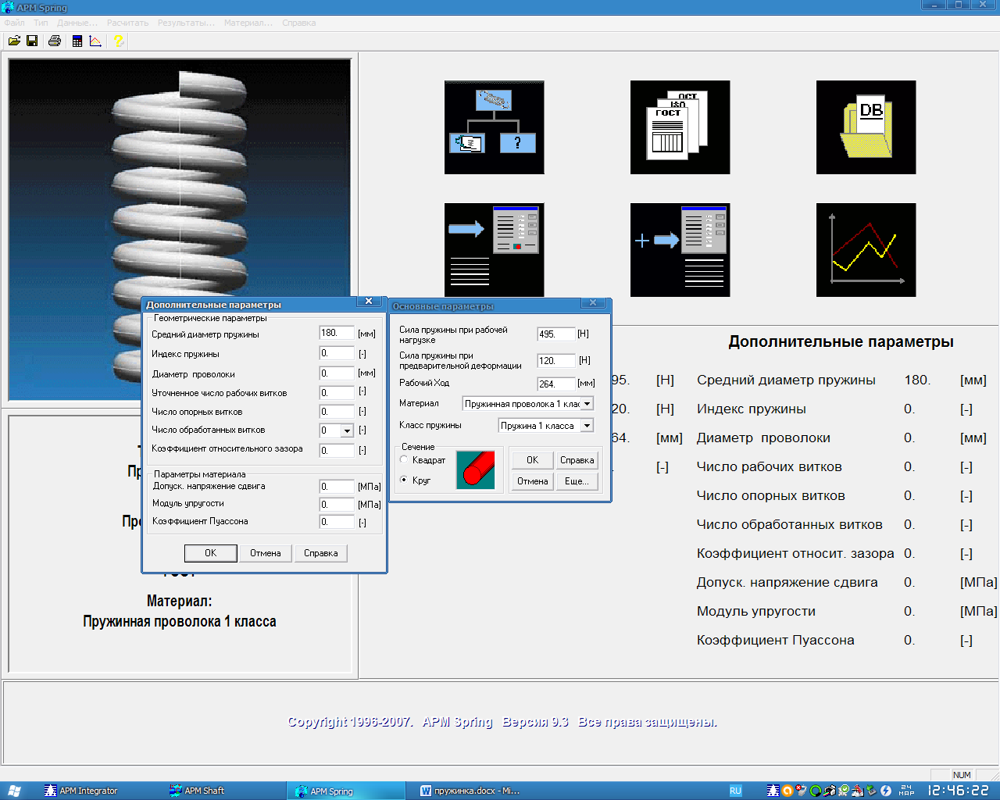 APM Spring
Файл Тип Данные... Расчитать Результаты... Материал... Справка
ГОСТ
ISO
ГОСТ
DB
?
Дополнительные параметры
Геометрические параметры
Средний диаметр пружины 180. [мм]
Индекс пружины 0. [-]
Диаметр проволоки 0. [мм]
Уточненное число рабочих витков 0. [-]
Число опорных витков 0. [-]
Число обработанных витков 0 [-]
Коэффициент относительного зазора 0. [-]
Параметры материала
Допуск. напряжение сдвига 0. [МПа]
Модуль упругости 0. [МПа]
Коэффициент Пуассона 0. [-]
ОК Отмена Справка
Основные параметры
Сила пружины при рабочей
нагрузке 495. [Н]
Сила пружины при
предварительной деформации 120. [Н]
Рабочий Ход 264. [мм]
Материал Пружинная проволока 1 клас
Класс пружины Пружина 1 класса
Сечение
Квадрат
Круг
ОК Справка
Отмена Еще...
Дополнительные параметры
95. [Н] Средний диаметр пружины 180. [мм]
20. [Н] Индекс пружины 0. [-]
64. [мм] Диаметр проволоки 0. [мм]
[-] Число рабочих витков 0. [-]
Число опорных витков 0. [-]
Число обработанных витков 0. [-]
Коэффициент относит. зазора 0. [-]
Допуск. напряжение сдвига 0. [МПа]
Модуль упругости 0. [МПа]
Коэффициент Пуассона 0. [-]
Материал:
Пружинная проволока 1 класса
Copyright 1996-2007. APM Spring Версия 9.3 Все права защищены.
NUM
APM Integrator APM Shaft APM Spring пружинка.docx - Mi... RU 24 МАР 12:46:22